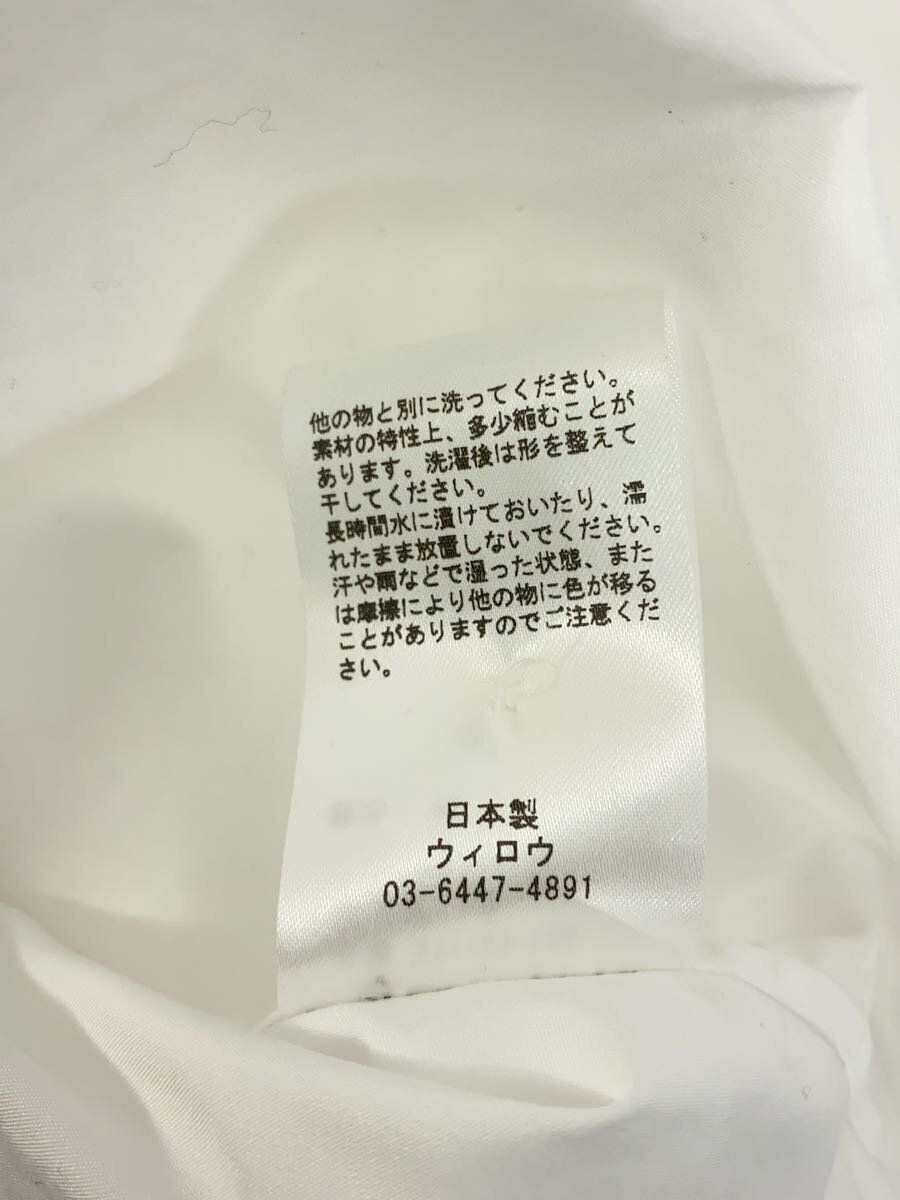 他の物と別に洗ってください。
素材の特性上、多少縮むことが
あります。洗濯後は形を整えて
干してください。
長時間水に漬けておいたり、濡
れたまま放置しないでください。
汗や雨などで湿った状態、また
は摩擦により他の物に色が移る
ことがありますのでご注意くだ
さい。
日本製
ウィロウ
03-6447-4891